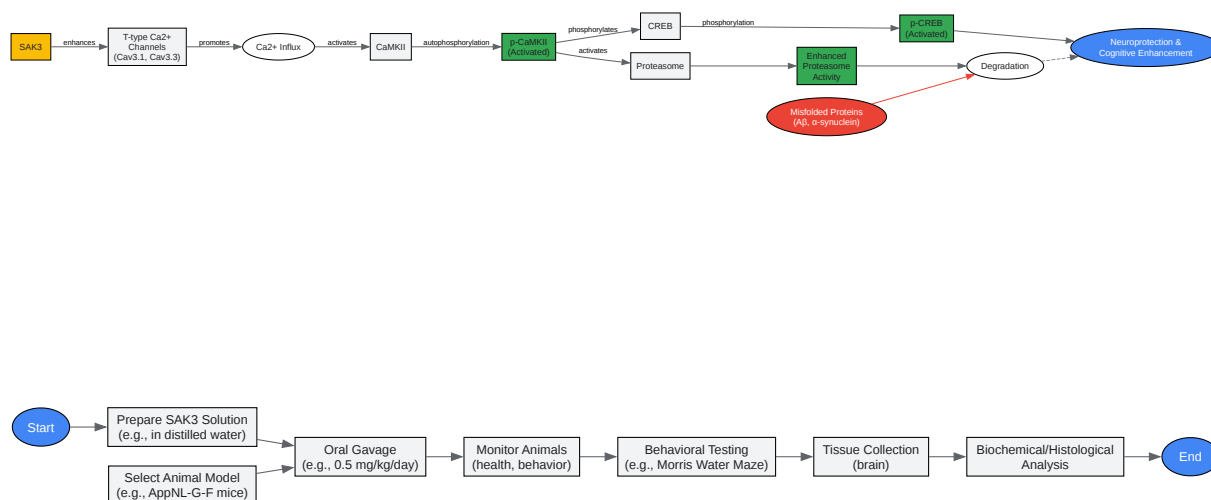 SAK3
enhances
T-type Ca2+
Channels
(Cav3.1, Cav3.3)
promotes
Ca2+ Influx
activates
CaMKII
autophosphorylation
p-CaMKII
(Activated)
phosphorylates
CREB
phosphorylation
p-CREB
(Activated)
activates
Proteasome
Enhanced
Proteasome
Activity
Degradation
Neuroprotection &
Cognitive Enhancement
Misfolded Proteins
(Aβ, α-synuclein)
Start
Prepare SAK3 Solution
(e.g., in distilled water)
Select Animal Model
(e.g., AppNL-G-F mice)
Oral Gavage
(e.g., 0.5 mg/kg/day)
Monitor Animals
(health, behavior)
Behavioral Testing
(e.g., Morris Water Maze)
Tissue Collection
(brain)
Biochemical/Histological
Analysis
End